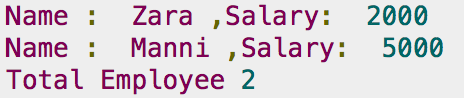 Name :  Zara ,Salary:  2000
Name :  Manni ,Salary:  5000
Total Employee 2